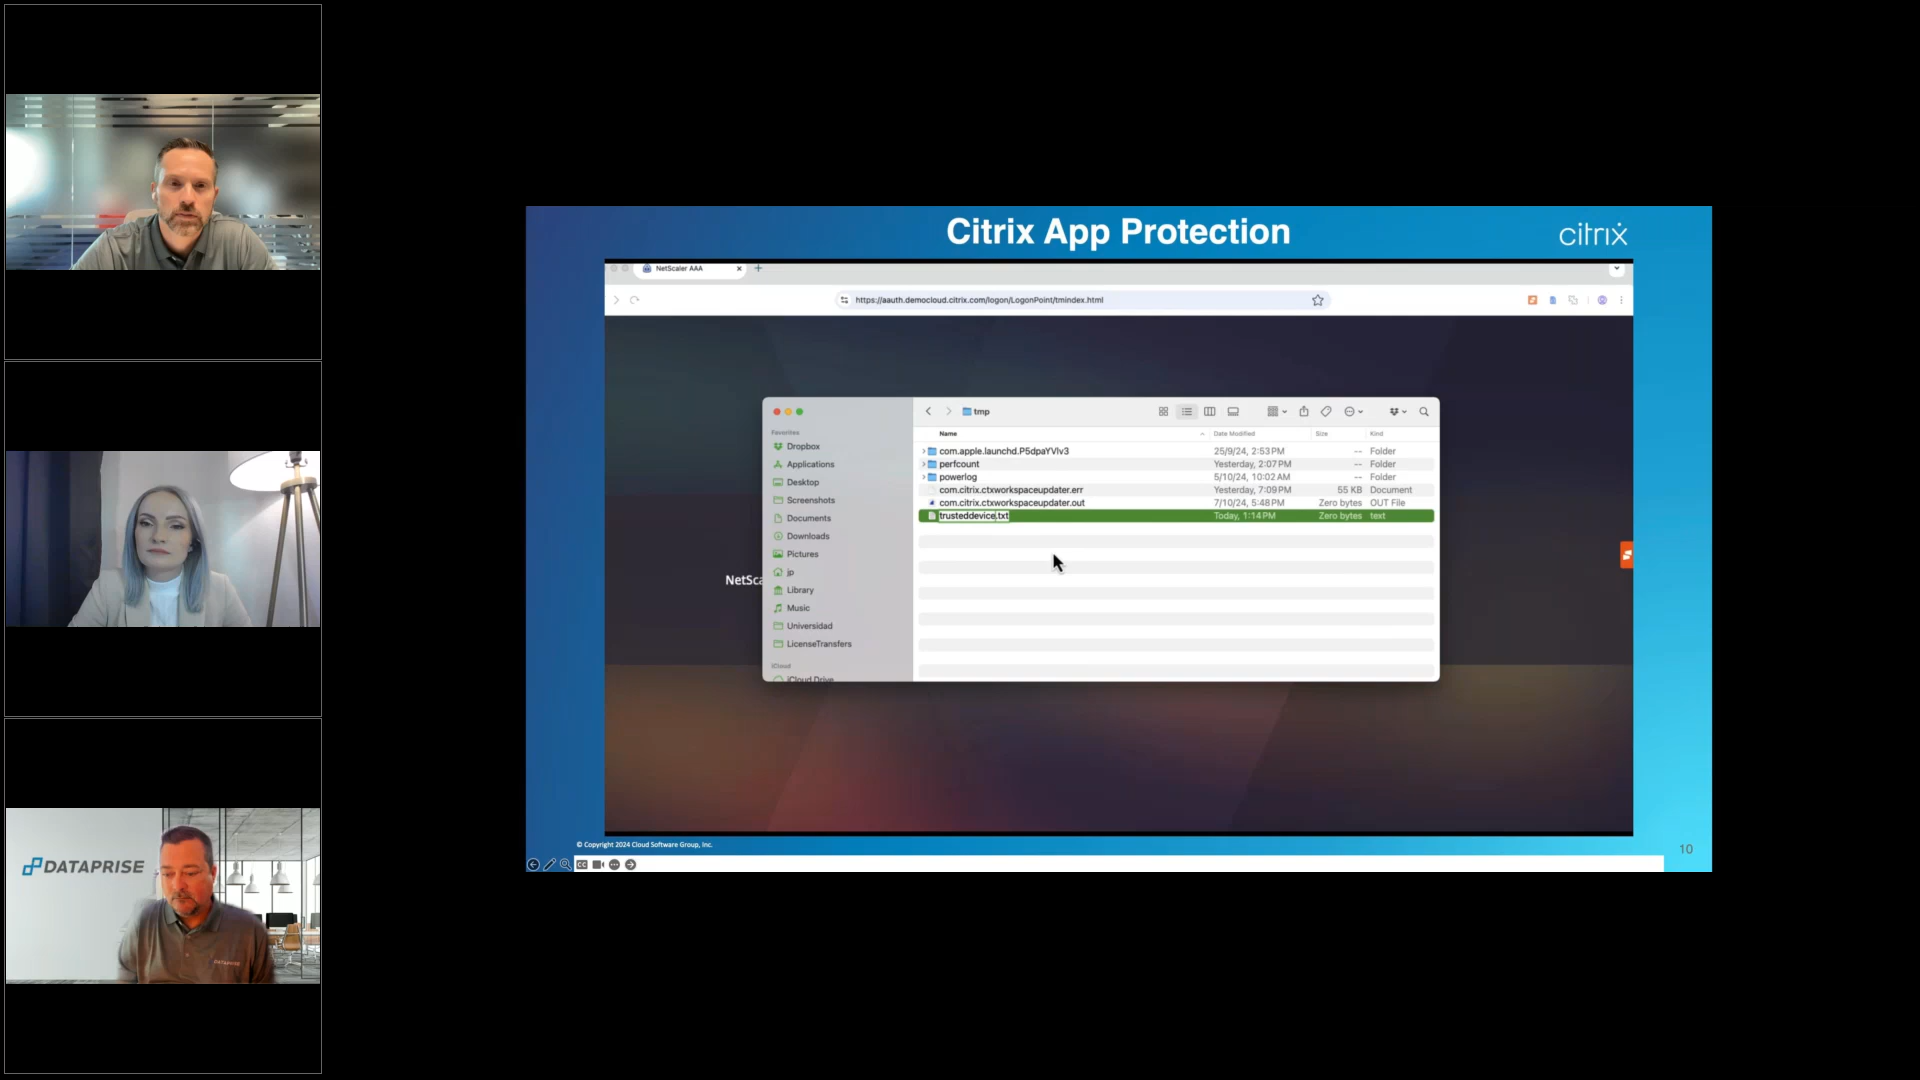 DATAPRISE
DATAPRISE
Citrix App Protection
citrix
NetScaler AAA
https://aauth.democloud.citrix.com/logon/LogonPoint/tmindex.html
NetSca
Favorites
Dropbox
Applications
Desktop
Screenshots
Documents
Downloads
Pictures
jp
Library
Music
Universidad
LicenseTransfers
iCloud
iCloud Drive
tmp
Name Date Modified Size Kind
com.apple.launchd.P5dpaYVlv3 25/9/24, 2:53 PM -- Folder
perfcount Yesterday, 2:07 PM -- Folder
powerlog 5/10/24, 10:02 AM -- Folder
com.citrix.ctxworkspaceupdater.err Yesterday, 7:09 PM 55 KB Document
com.citrix.ctxworkspaceupdater.out 7/10/24, 5:48 PM Zero bytes OUT File
trusteddevice.txt Today, 1:14 PM Zero bytes text
© Copyright 2024 Cloud Software Group, Inc.
10
CC